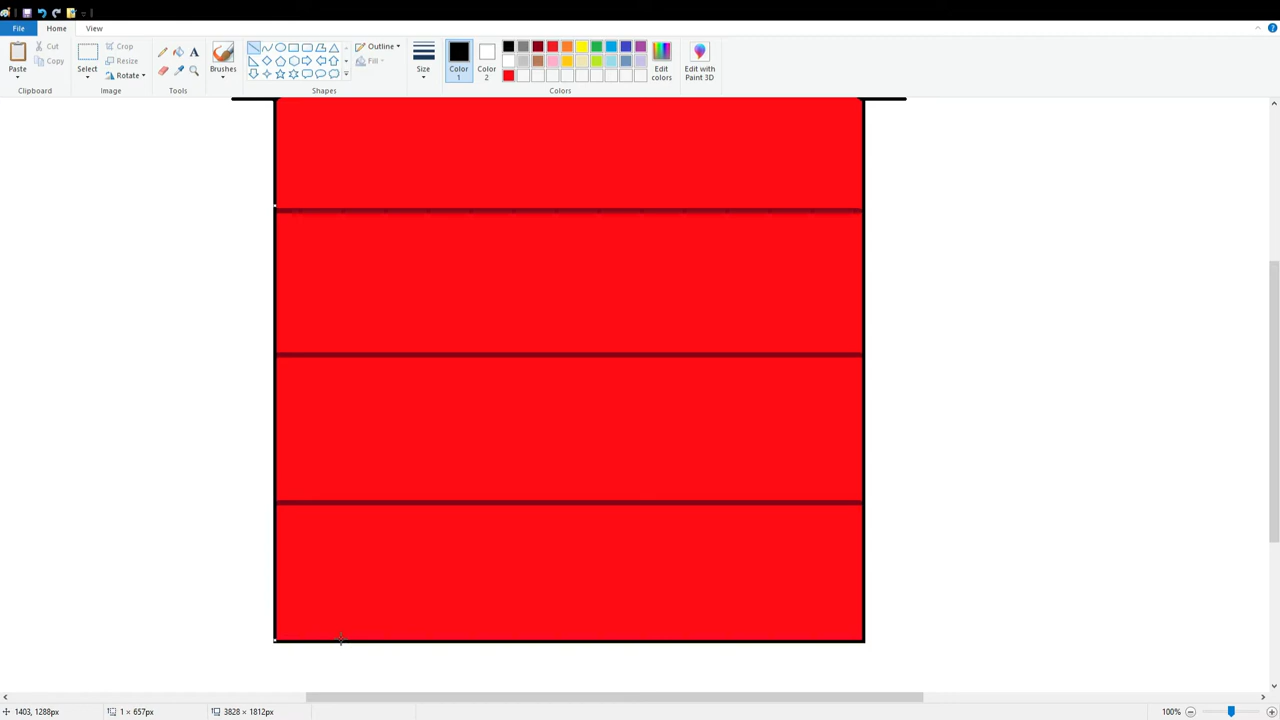 File Home View
Paste
Cut
Copy
Clipboard
Select
Crop
Resize
Rotate
Image
Tools
Brushes
Shapes
Outline
Fill
Size
Color 1
Color 2
Edit colors
Colors
Edit with Paint 3D
1403, 1288px 1 × 657px 3828 × 1812px 100%